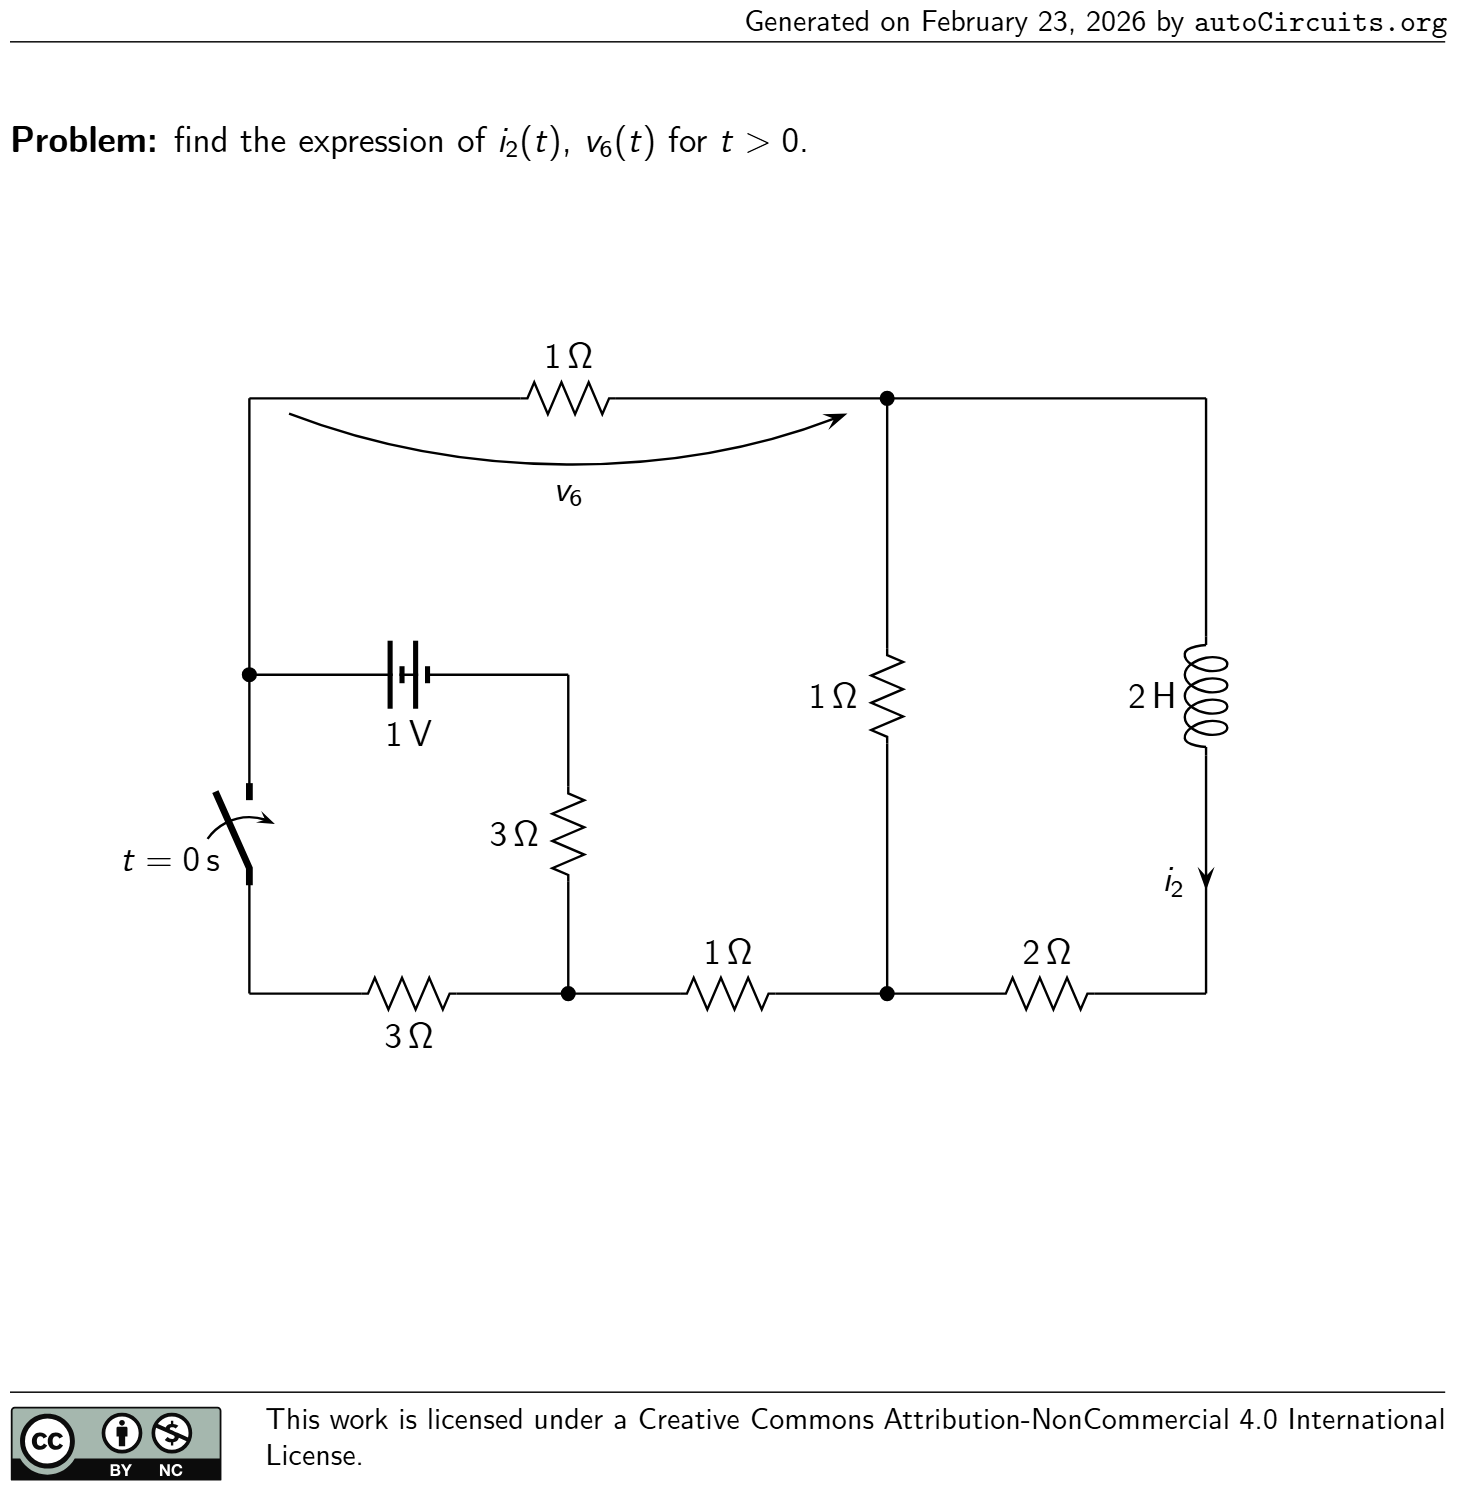 Generated on February 23, 2026 by autoCircuits.org
Problem: find the expression of i₂(t), v₆(t) for t > 0.
1 Ω
v₆
1 V
1 Ω
2 H
3 Ω
t = 0 s
i₂
1 Ω
2 Ω
3 Ω
This work is licensed under a Creative Commons Attribution-NonCommercial 4.0 International
License.
cc
BY NC